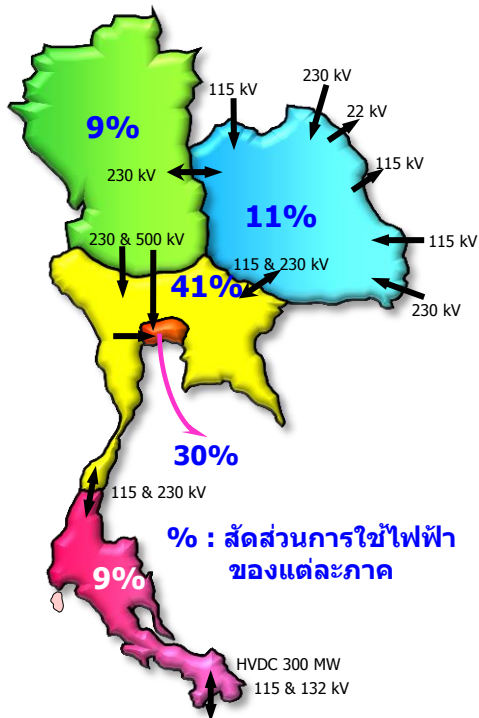 230 kV
115 kV
22 kV
9%
115 kV
230 kV
11%
230 & 500 kV
115 kV
115 & 230 kV
41%
230 kV
30%
115 & 230 kV
% : สัดส่วนการใช้ไฟฟ้า
ของแต่ละภาค
9%
HVDC 300 MW
115 & 132 kV